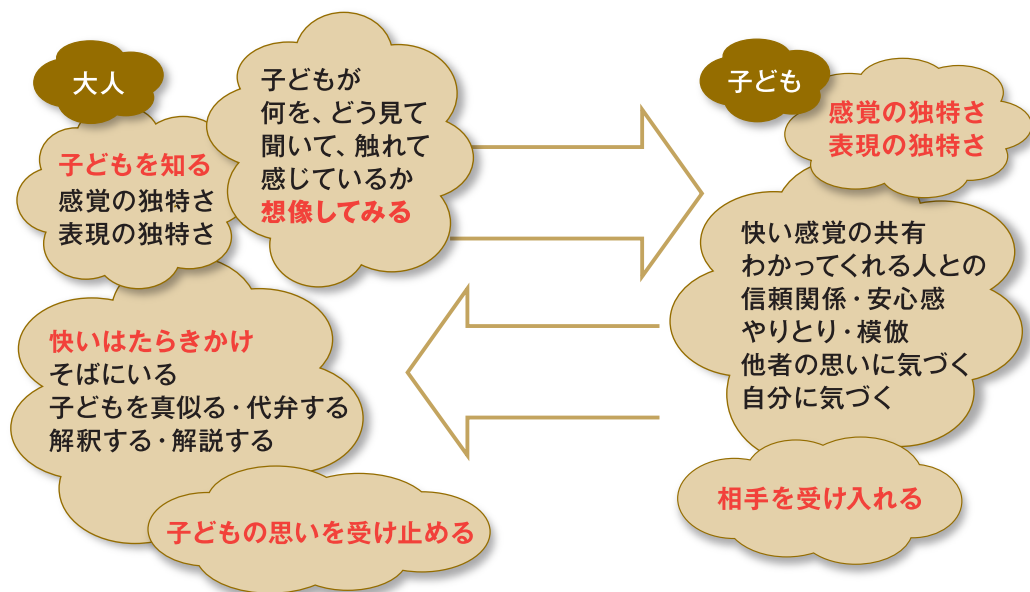 大人
子どもを知る
感覚の独特さ
表現の独特さ
子どもが
何を、どう見て
聞いて、触れて
感じているか
想像してみる
快いはたらきかけ
そばにいる
子どもを真似る・代弁する
解釈する・解説する
子どもの思いを受け止める
子ども
感覚の独特さ
表現の独特さ
快い感覚の共有
わかってくれる人との
信頼関係・安心感
やりとり・模倣
他者の思いに気づく
自分に気づく
相手を受け入れる